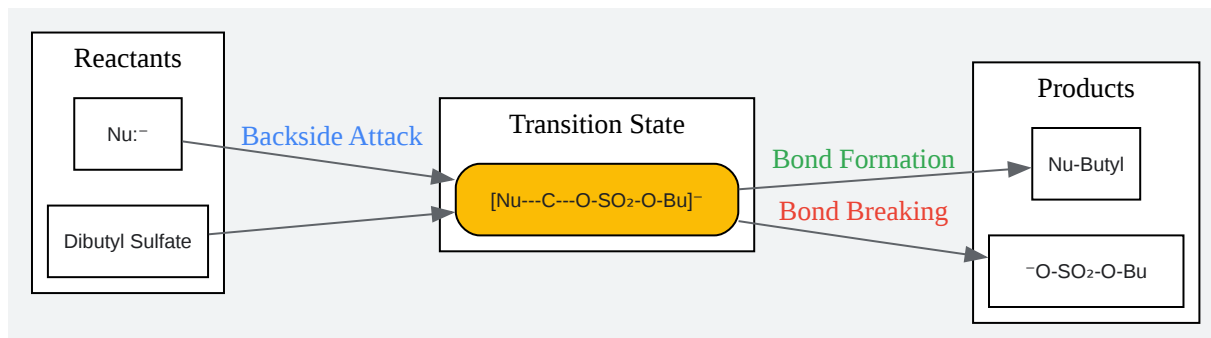 Reactants
Nu:⁻
Dibutyl Sulfate
Backside Attack
Transition State
[Nu---C---O-SO₂-O-Bu]⁻
Bond Formation
Bond Breaking
Products
Nu-Butyl
⁻O-SO₂-O-Bu